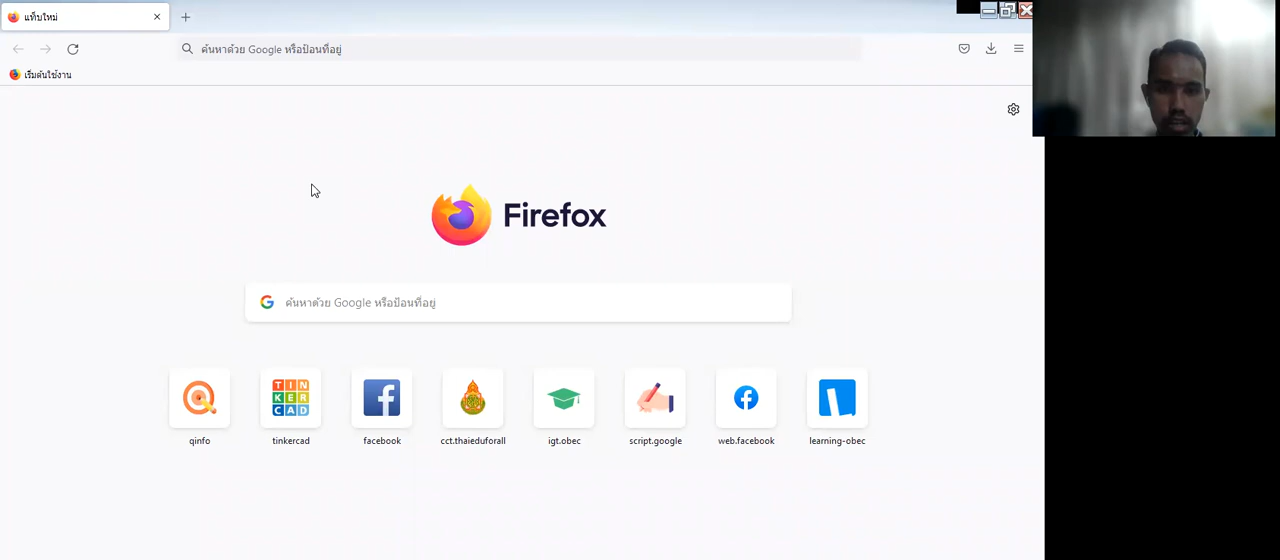 แท็บใหม่
ค้นหาด้วย Google หรือป้อนที่อยู่
เริ่มต้นใช้งาน
Firefox
ค้นหาด้วย Google หรือป้อนที่อยู่
TIN
KER
CAD
qinfo
tinkercad
facebook
cct.thaieduforall
igt.obec
script.google
web.facebook
learning-obec